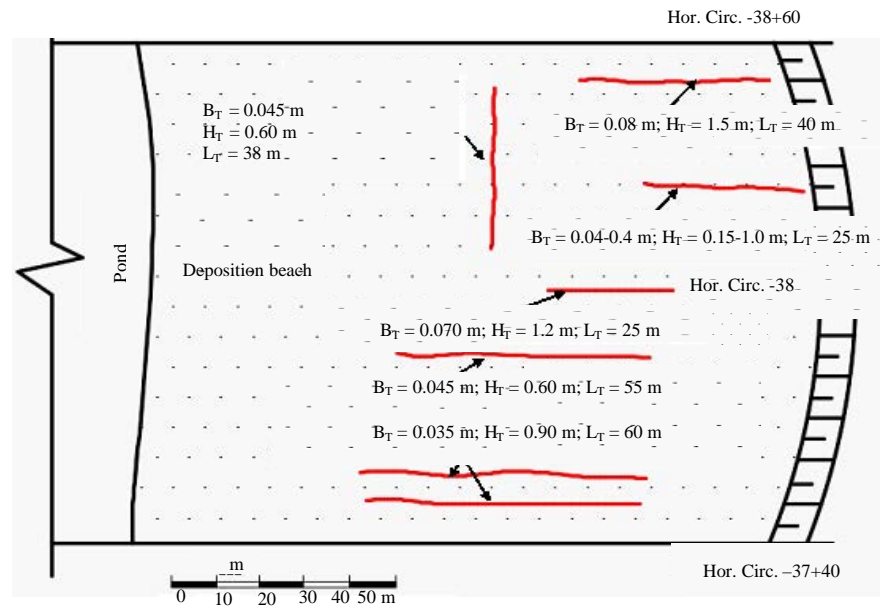 Hor. Circ. -38+60
B_T = 0.045 m
H_T = 0.60 m
L_T = 38 m
B_T = 0.08 m; H_T = 1.5 m; L_T = 40 m
B_T = 0.04-0.4 m; H_T = 0.15-1.0 m; L_T = 25 m
Pond
Deposition beach
Hor. Circ. -38
B_T = 0.070 m; H_T = 1.2 m; L_T = 25 m
B_T = 0.045 m; H_T = 0.60 m; L_T = 55 m
B_T = 0.035 m; H_T = 0.90 m; L_T = 60 m
m
0 10 20 30 40 50 m
Hor. Circ. –37+40